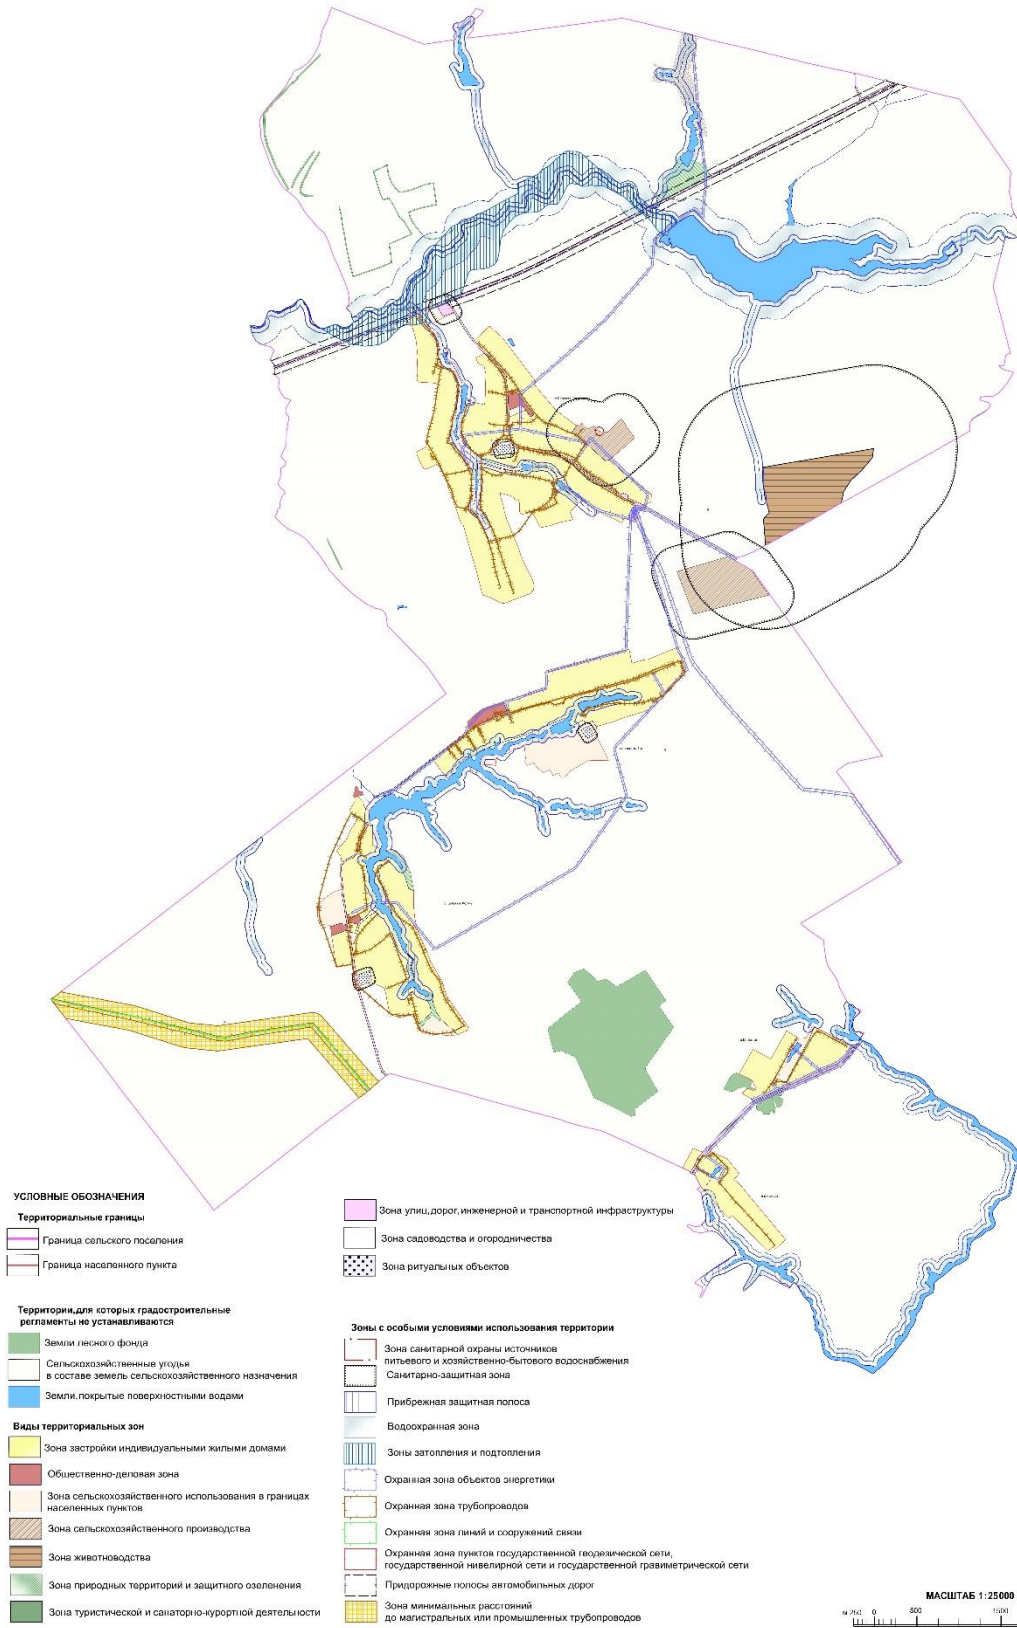 УСЛОВНЫЕ ОБОЗНАЧЕНИЯ
Территориальные границы
Граница сельского поселения
Граница населенного пункта
Территории, для которых градостроительные
регламенты не устанавливаются
Земли лесного фонда
Сельскохозяйственные угодья
в составе земель сельскохозяйственного назначения
Земли, покрытые поверхностными водами
Виды территориальных зон
Зона застройки индивидуальными жилыми домами
Общественно-деловая зона
Зона сельскохозяйственного использования в границах
населенных пунктов
Зона сельскохозяйственного производства
Зона животноводства
Зона природных территорий и защитного озеленения
Зона туристической и санаторно-курортной деятельности
Зона улиц, дорог, инженерной и транспортной инфраструктуры
Зона садоводства и огородничества
Зона ритуальных объектов
Зоны с особыми условиями использования территории
Зона санитарной охраны источников
питьевого и хозяйственно-бытового водоснабжения
Санитарно-защитная зона
Прибрежная защитная полоса
Водоохранная зона
Зоны затопления и подтопления
Охранная зона объектов энергетики
Охранная зона трубопроводов
Охранная зона линий и сооружений связи
Охранная зона пунктов государственной геодезической сети,
государственной нивелирной сети и государственной гравиметрической сети
Придорожные полосы автомобильных дорог
Зона минимальных расстояний
до магистральных или промышленных трубопроводов
МАСШТАБ 1:25000
м 250 0 500 1500